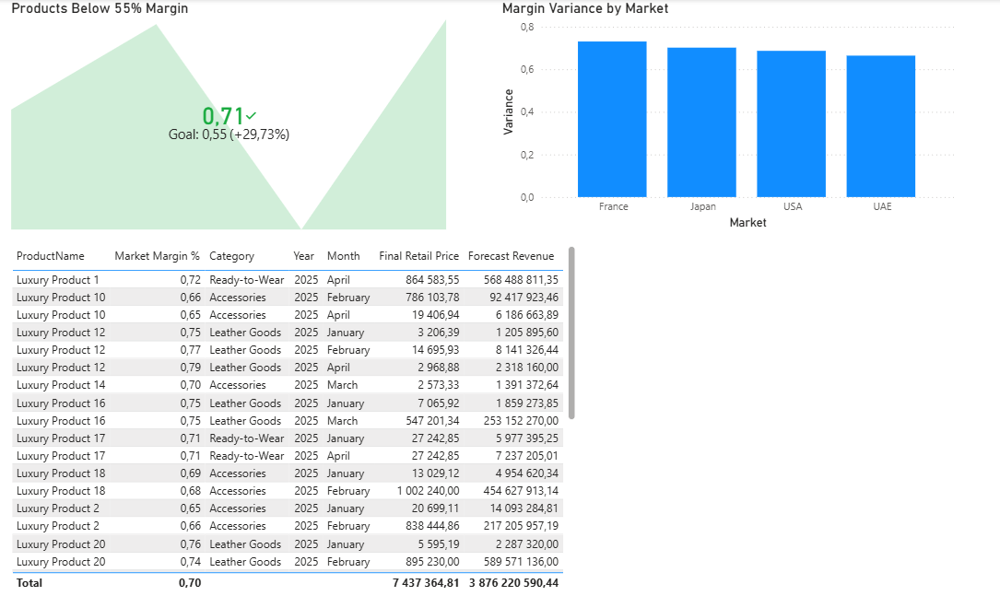 Products Below 55% Margin
0,71
Goal: 0,55 (+29,73%)
Margin Variance by Market
0,8
0,6
0,4
0,2
0,0
Variance
France Japan USA UAE
Market
ProductName Market Margin % Category Year Month Final Retail Price Forecast Revenue
Luxury Product 1 0,72 Ready-to-Wear 2025 April 864 583,55 568 488 811,35
Luxury Product 10 0,66 Accessories 2025 February 786 103,78 92 417 923,46
Luxury Product 10 0,65 Accessories 2025 April 19 406,94 6 186 663,89
Luxury Product 12 0,75 Leather Goods 2025 January 3 206,39 1 205 895,60
Luxury Product 12 0,77 Leather Goods 2025 February 14 695,93 8 141 326,44
Luxury Product 12 0,79 Leather Goods 2025 April 2 968,88 2 318 160,00
Luxury Product 14 0,70 Accessories 2025 March 2 573,33 1 391 372,64
Luxury Product 16 0,75 Leather Goods 2025 January 7 065,92 1 859 273,85
Luxury Product 16 0,75 Leather Goods 2025 March 547 201,34 253 152 270,00
Luxury Product 17 0,71 Ready-to-Wear 2025 January 27 242,85 5 977 395,25
Luxury Product 17 0,71 Ready-to-Wear 2025 April 27 242,85 7 237 205,01
Luxury Product 18 0,69 Accessories 2025 January 13 029,12 4 954 620,34
Luxury Product 18 0,68 Accessories 2025 February 1 002 240,00 454 627 913,14
Luxury Product 2 0,65 Accessories 2025 January 20 699,11 14 093 284,81
Luxury Product 2 0,66 Accessories 2025 February 838 444,86 217 205 957,19
Luxury Product 20 0,76 Leather Goods 2025 January 5 595,19 2 287 320,00
Luxury Product 20 0,74 Leather Goods 2025 February 895 230,00 589 571 136,00
Total 0,70 7 437 364,81 3 876 220 590,44